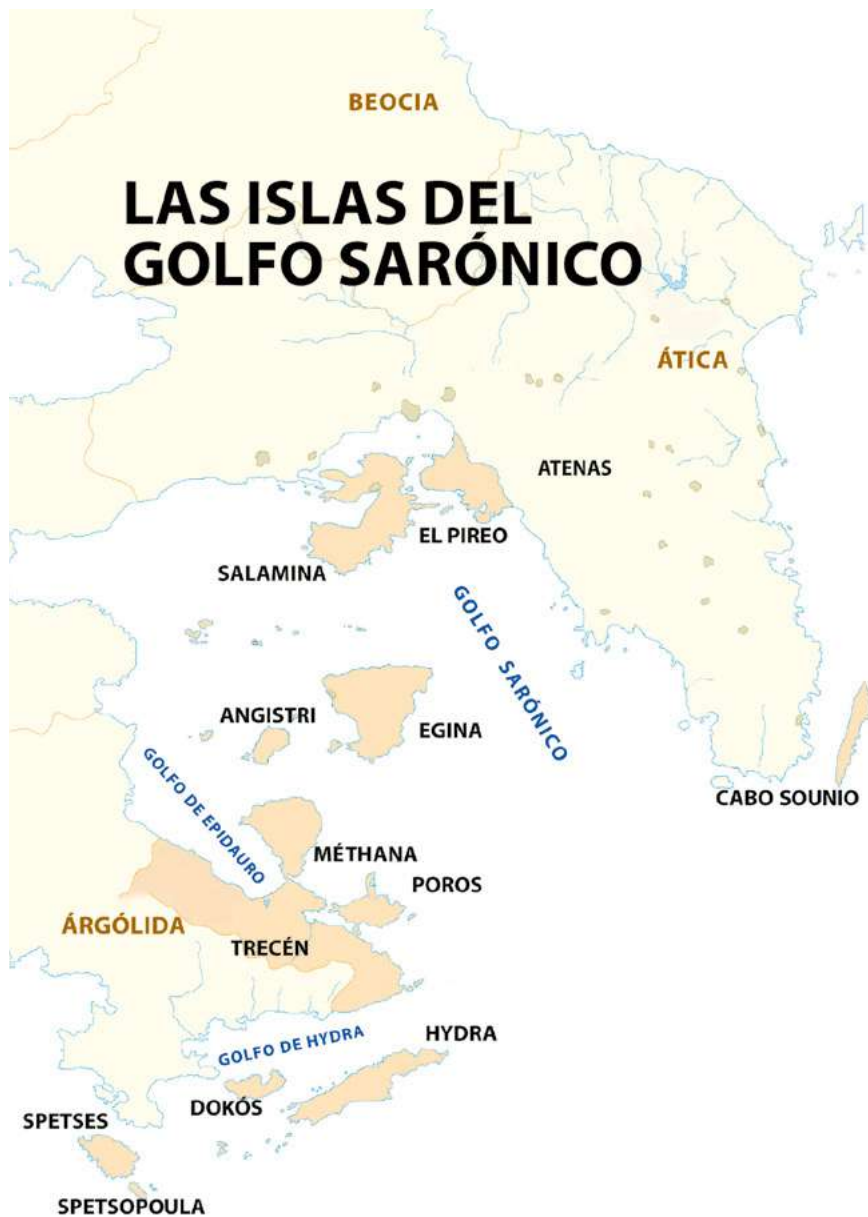 BEOCIA
LAS ISLAS DEL
GOLFO SARÓNICO
ÁTICA
ATENAS
EL PIREO
SALAMINA
GOLFO SARÓNICO
ANGISTRI
EGINA
GOLFO DE EPIDAURO
CABO SOUNIO
MÉTHANA
POROS
ÁRGÓLIDA
TRECÉN
GOLFO DE HYDRA
HYDRA
DOKÓS
SPETSES
SPETSOPOULA